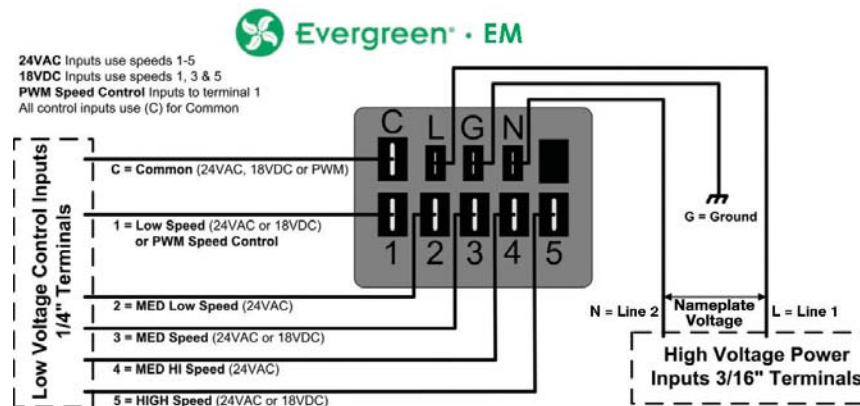 Evergreen® • EM
24VAC Inputs use speeds 1-5
18VDC Inputs use speeds 1, 3 & 5
PWM Speed Control Inputs to terminal 1
All control inputs use (C) for Common
Low Voltage Control Inputs
1/4" Terminals
C L G N
1 2 3 4 5
C = Common (24VAC, 18VDC or PWM)
1 = Low Speed (24VAC or 18VDC)
or PWM Speed Control
2 = MED Low Speed (24VAC)
3 = MED Speed (24VAC or 18VDC)
4 = MED HI Speed (24VAC)
5 = HIGH Speed (24VAC or 18VDC)
G = Ground
N = Line 2
Nameplate
Voltage
L = Line 1
High Voltage Power
Inputs 3/16" Terminals